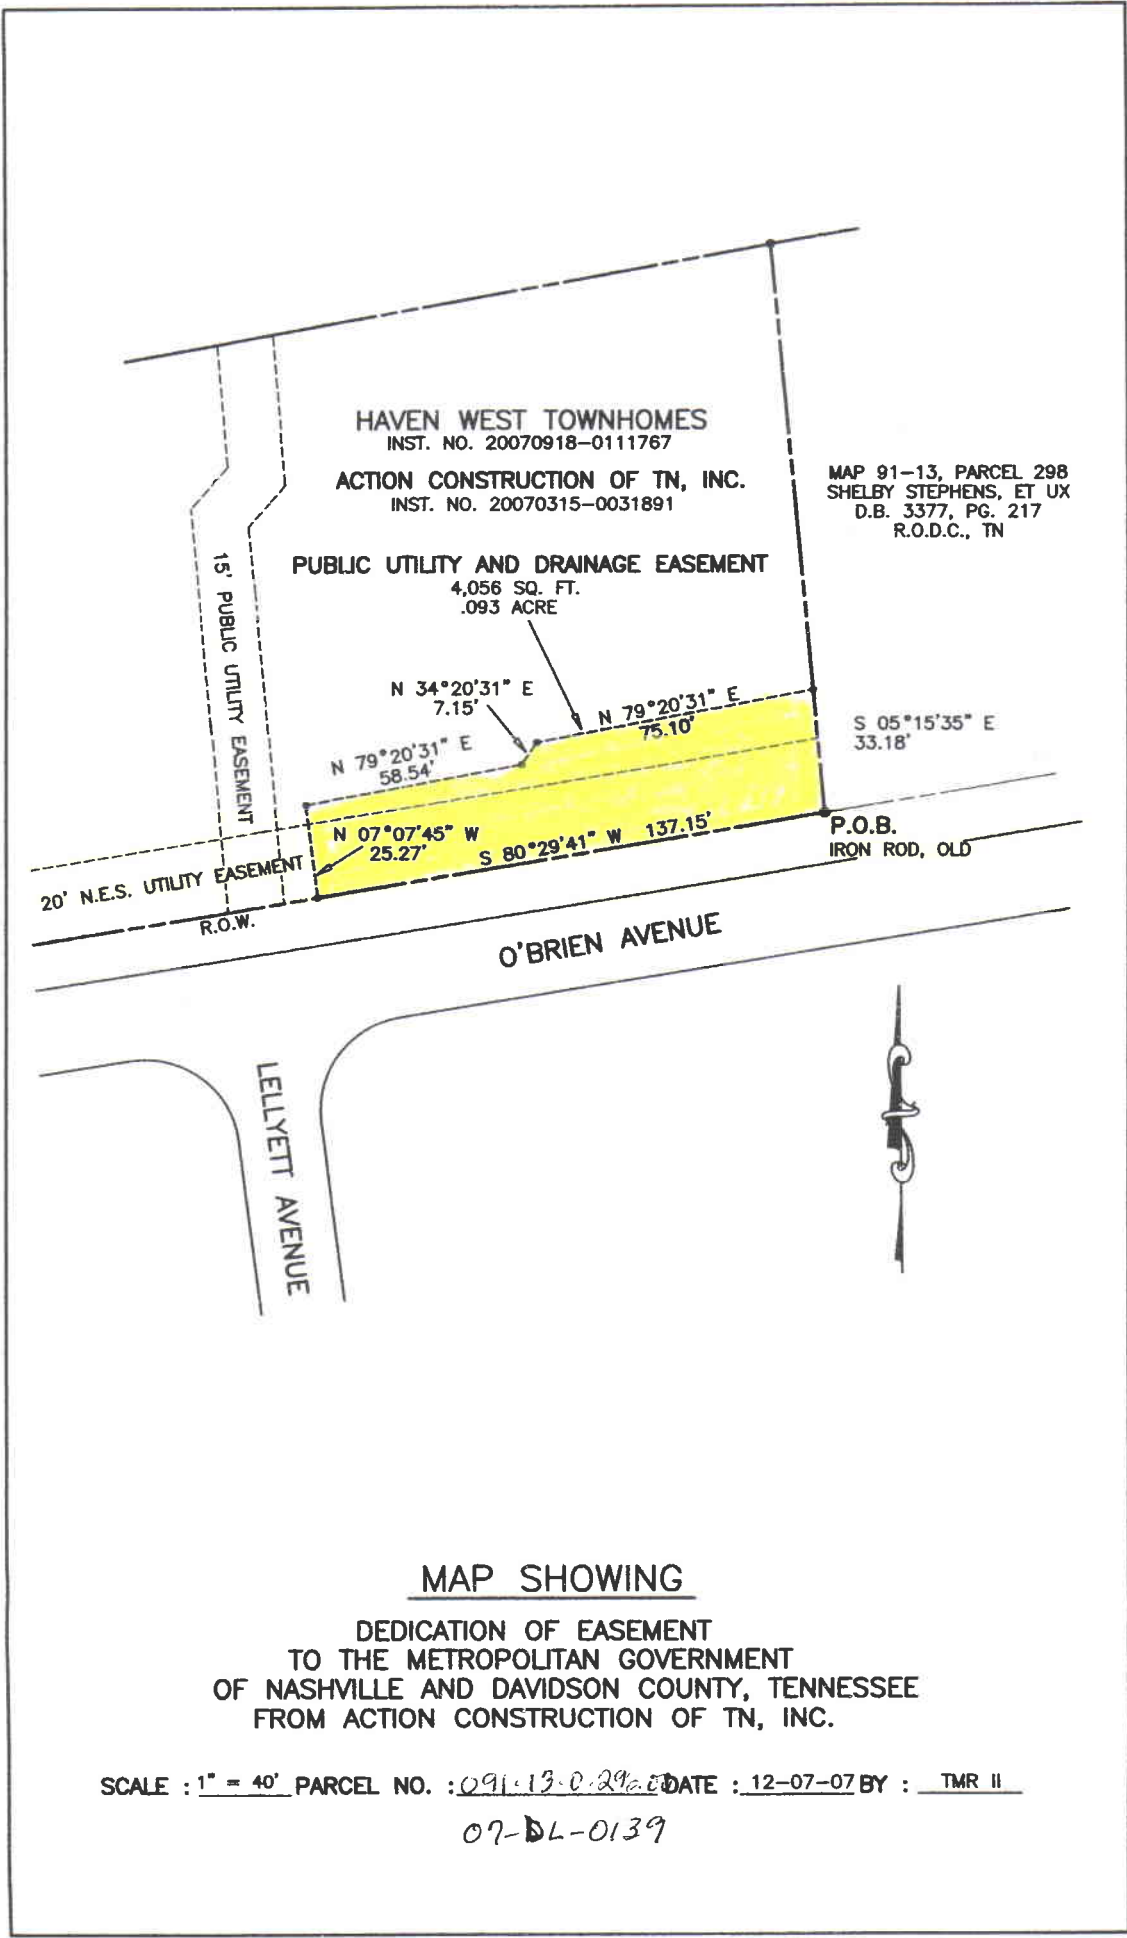 HAVEN WEST TOWNHOMES
INST. NO. 20070918-0111767
ACTION CONSTRUCTION OF TN, INC.
INST. NO. 20070315-0031891
MAP 91-13, PARCEL 298
SHELBY STEPHENS, ET UX
D.B. 3377, PG. 217
R.O.D.C., TN
15' PUBLIC UTILITY EASEMENT
PUBLIC UTILITY AND DRAINAGE EASEMENT
4,056 SQ. FT.
.093 ACRE
N 34°20'31" E
7.15'
N 79°20'31" E
75.10'
N 79°20'31" E
58.54'
S 05°15'35" E
33.18'
N 07°07'45" W
25.27'
S 80°29'41" W 137.15'
P.O.B.
IRON ROD, OLD
20' N.E.S. UTILITY EASEMENT
R.O.W.
O'BRIEN AVENUE
LELLYETT AVENUE
MAP SHOWING
DEDICATION OF EASEMENT
TO THE METROPOLITAN GOVERNMENT
OF NASHVILLE AND DAVIDSON COUNTY, TENNESSEE
FROM ACTION CONSTRUCTION OF TN, INC.
SCALE : 1" = 40' PARCEL NO. : DATE : 12-07-07 BY : TMR II
07-DL-0139